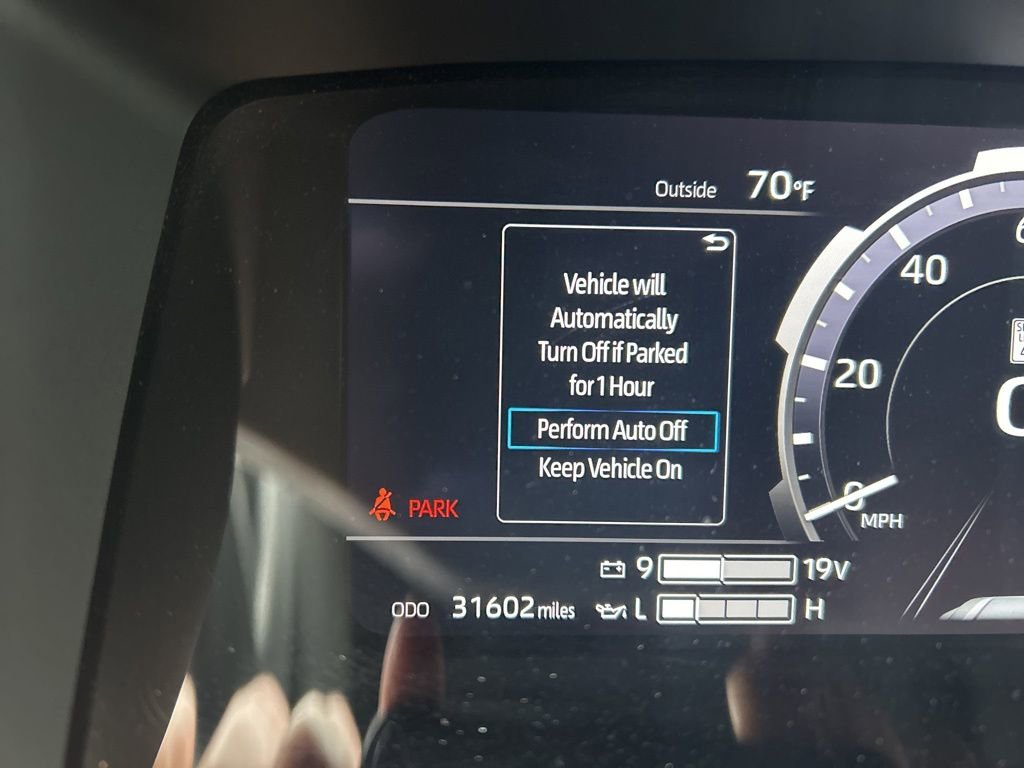 Outside 70°F
Vehicle will
Automatically
Turn Off if Parked
for 1 Hour
Perform Auto Off
Keep Vehicle On
PARK
40
20
0
MPH
9 19V
ODO 31602 miles L H